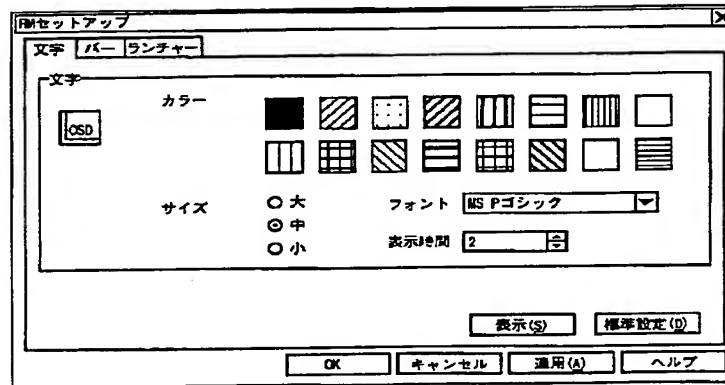 RMセットアップ
文字 バー ランチャー
文字
カラー
OSD
サイズ
大
フォント MS Pゴシック
中
小
表示時間 2
表示(S) 標準設定(D)
OK キャンセル 適用(A) ヘルプ